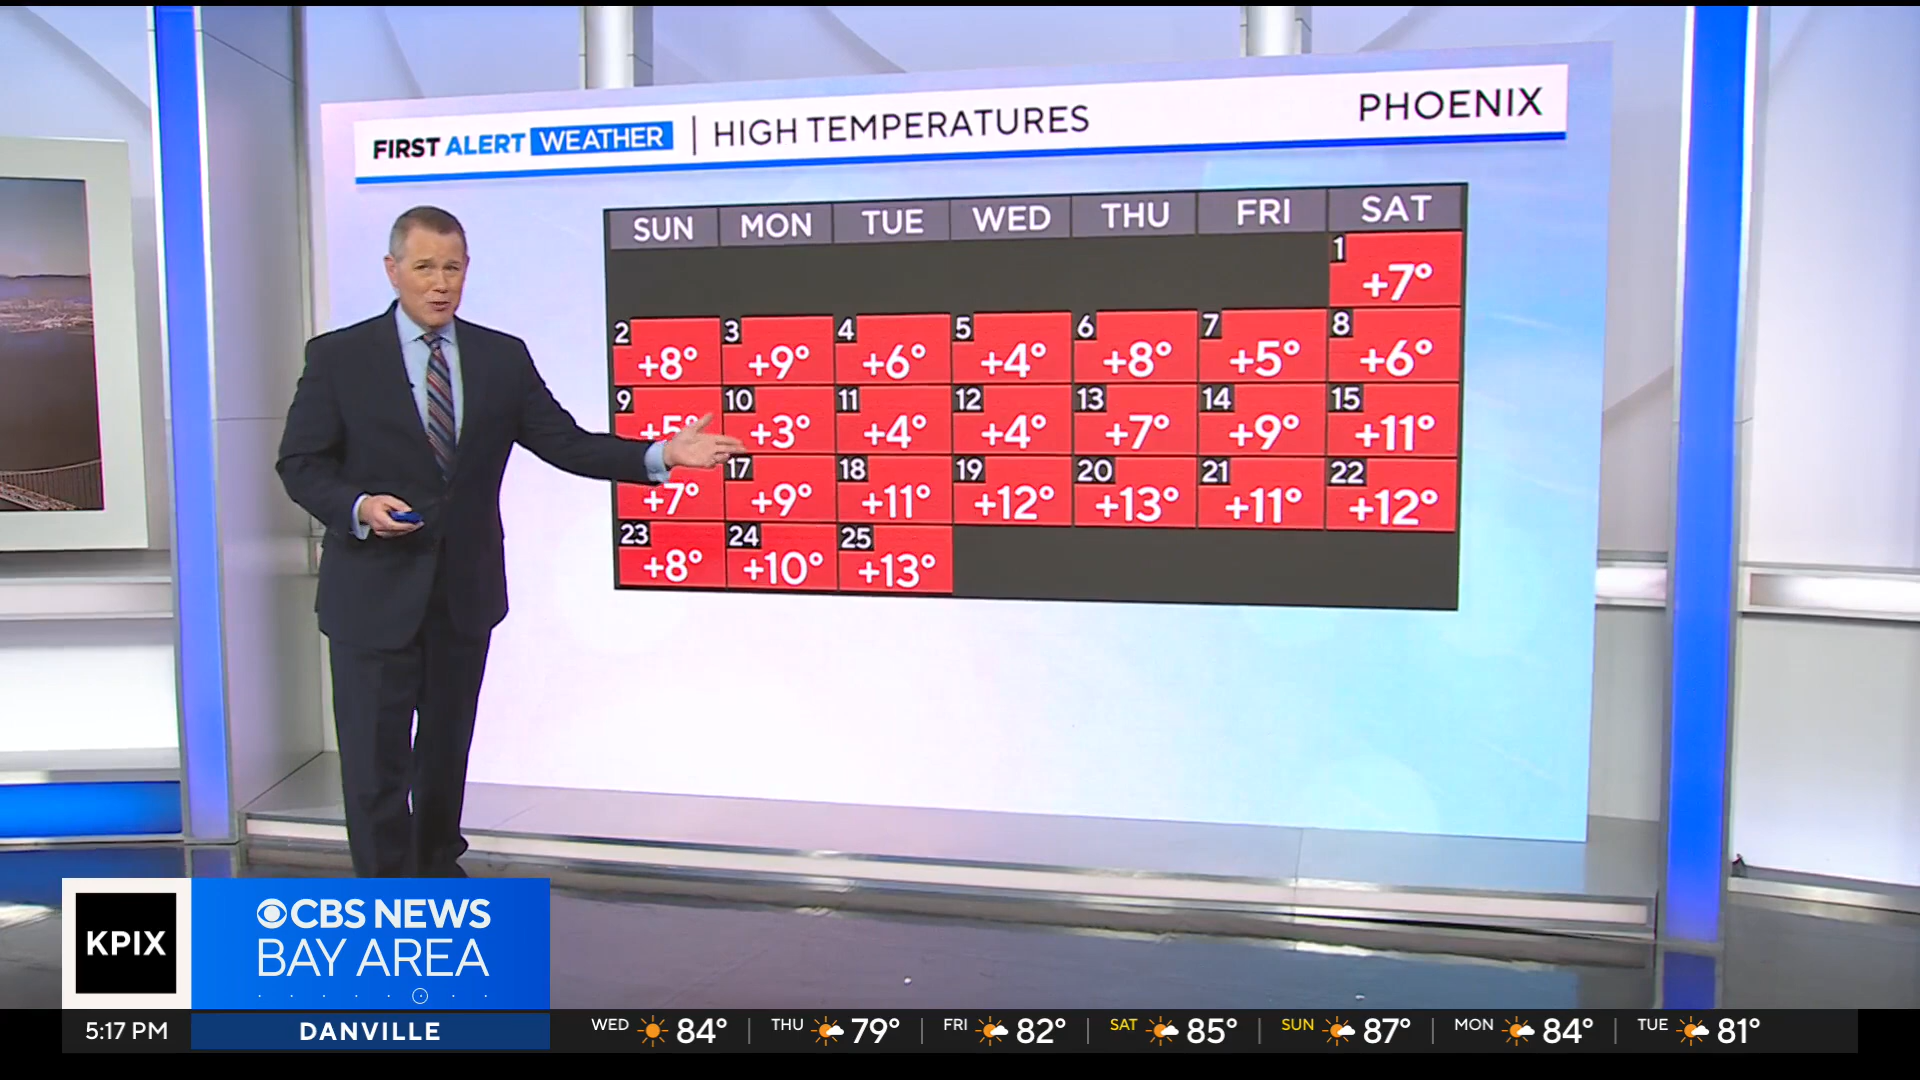 FIRST ALERT WEATHER | HIGH TEMPERATURES PHOENIX
SUN MON TUE WED THU FRI SAT
1
+7°
2 3 4 5 6 7 8
+8° +9° +6° +4° +8° +5° +6°
9 10 11 12 13 14 15
+5° +3° +4° +4° +7° +9° +11°
17 18 19 20 21 22
+7° +9° +11° +12° +13° +11° +12°
23 24 25
+8° +10° +13°
KPIX
CBS NEWS
BAY AREA
5:17 PM DANVILLE WED 84° | THU 79° | FRI 82° | SAT 85° | SUN 87° | MON 84° | TUE 81°